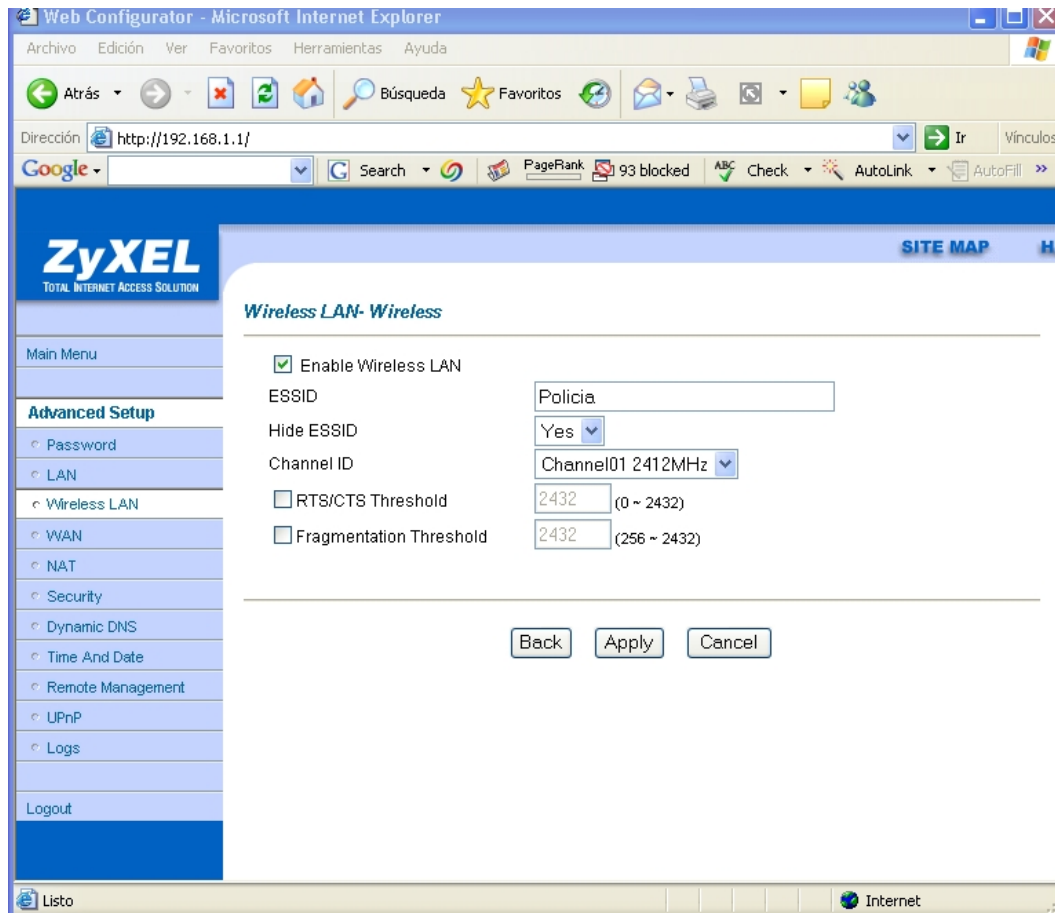 Web Configurator - Microsoft Internet Explorer
Archivo Edición Ver Favoritos Herramientas Ayuda
Atrás Búsqueda Favoritos
Dirección http://192.168.1.1/ Ir Vínculos
Google Search PageRank 93 blocked ABC Check AutoLink AutoFill »
ZyXEL
TOTAL INTERNET ACCESS SOLUTION
SITE MAP
Wireless LAN- Wireless
Main Menu
Advanced Setup
Password
LAN
Wireless LAN
WAN
NAT
Security
Dynamic DNS
Time And Date
Remote Management
UPnP
Logs
Logout
Enable Wireless LAN
ESSID Policia
Hide ESSID Yes
Channel ID Channel01 2412MHz
RTS/CTS Threshold 2432 (0 ~ 2432)
Fragmentation Threshold 2432 (256 ~ 2432)
Back Apply Cancel
Listo Internet